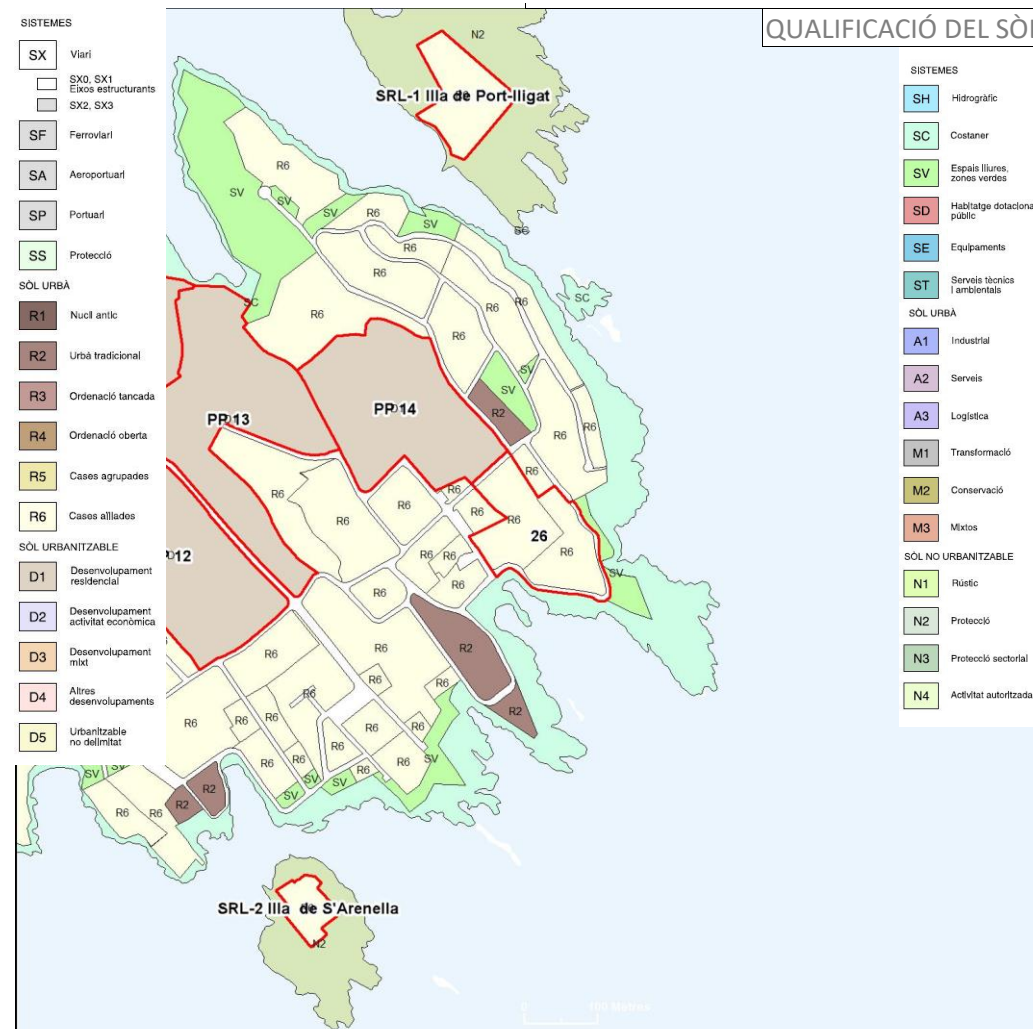 QUALIFICACIÓ DEL SÒL
SISTEMES
SX Viari
SX0, SX1
Eixos estructurants
SX2, SX3
SF Ferroviari
SA Aeroportuari
SP Portuari
SS Protecció
SÒL URBÀ
R1 Nucli antic
R2 Urbà tradicional
R3 Ordenació tancada
R4 Ordenació oberta
R5 Cases agrupades
R6 Cases aïllades
SÒL URBANITZABLE
D1 Desenvolupament
residencial
D2 Desenvolupament
activitat econòmica
D3 Desenvolupament
mixt
D4 Altres
desenvolupaments
D5 Urbanitzable
no delimitat
SISTEMES
SH Hidrogràfic
SC Costaner
SV Espais lliures,
zones verdes
SD Habitatge dotaciona
públic
SE Equipaments
ST Serveis tècnics
i ambientals
SÒL URBÀ
A1 Industrial
A2 Serveis
A3 Logística
M1 Transformació
M2 Conservació
M3 Mixtos
SÒL NO URBANITZABLE
N1 Rústic
N2 Protecció
N3 Protecció sectorial
N4 Activitat autoritzada
N2
SRL-1 Illa de Port-lligat
R6
SV
SV
SV
R6
SV
SC
R6
R6
R6
R6
SC
SC
R6
R6
SV
SV
PP 13
PP 14
R2
R6
R6
R6
R6
R6
R6
R6
R6
R6
26
R6
12
R6
R6
R6
R6
SV
R2
R6
R6
R6
R6
R6
R2
R6
R6
R6
R6
R6
R6
R6
R6
R6
R6
SV
SV
SV
SV
SV
SV
R2
R2
R6
R6
SRL-2 Illa de S'Arenella
N2
0 100 Metres